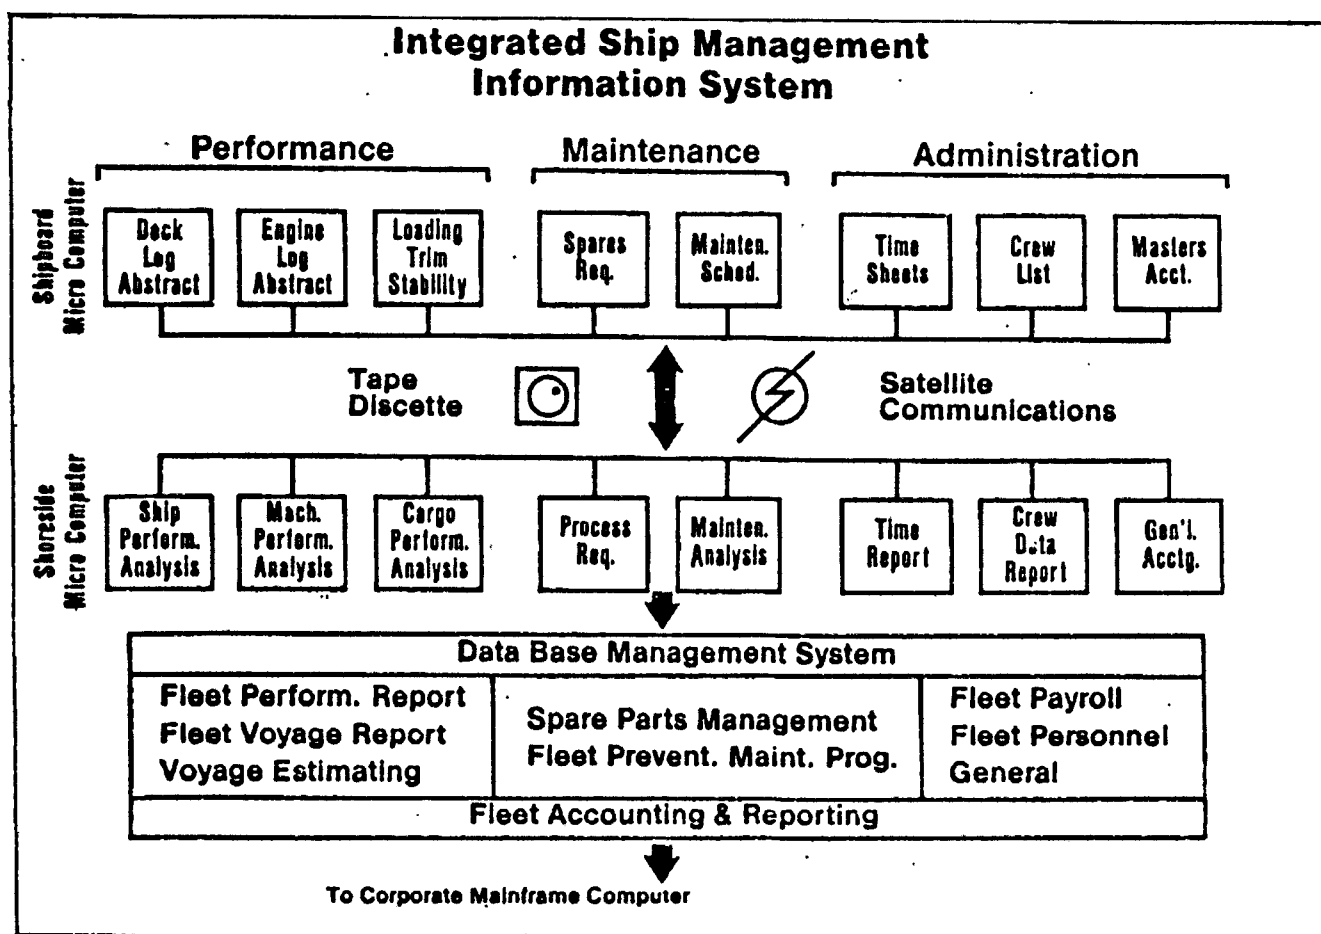 Integrated Ship Management
Information System
Performance
Maintenance
Administration
Shipboard
Micro Computer
Deck
Log
Abstract
Engine
Log
Abstract
Loading
Trim
Stability
Spares
Req.
Mainten.
Sched.
Time
Sheets
Crew
List
Masters
Acct.
Tape
Discette
Satellite
Communications
Shoreside
Micro Computer
Ship
Perform.
Analysis
Mach.
Perform.
Analysis
Cargo
Perform.
Analysis
Process
Req.
Mainten.
Analysis
Time
Report
Crew
Data
Report
Gen'l.
Acctg.
Data Base Management System
Fleet Perform. Report
Fleet Voyage Report
Voyage Estimating
Spare Parts Management
Fleet Prevent. Maint. Prog.
Fleet Payroll
Fleet Personnel
General
Fleet Accounting & Reporting
To Corporate Mainframe Computer